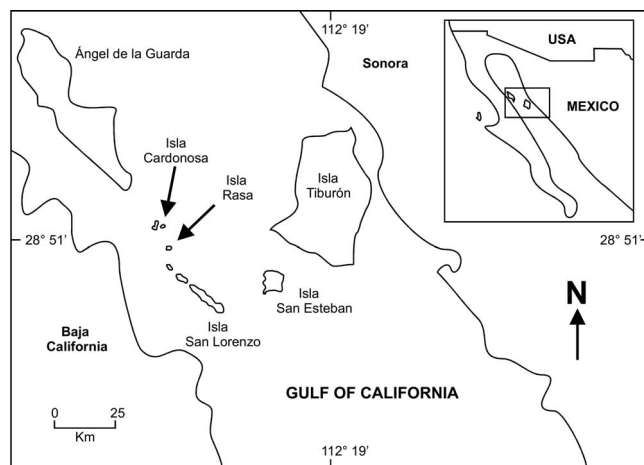 112° 19'
USA
Sonora
Ángel de la Guarda
MEXICO
Isla
Cardonosa
Isla
Rasa
Isla
Tiburón
28° 51'
28° 51'
Isla
San Esteban
N
Isla
San Lorenzo
Baja
California
GULF OF CALIFORNIA
0 25
Km
112° 19'